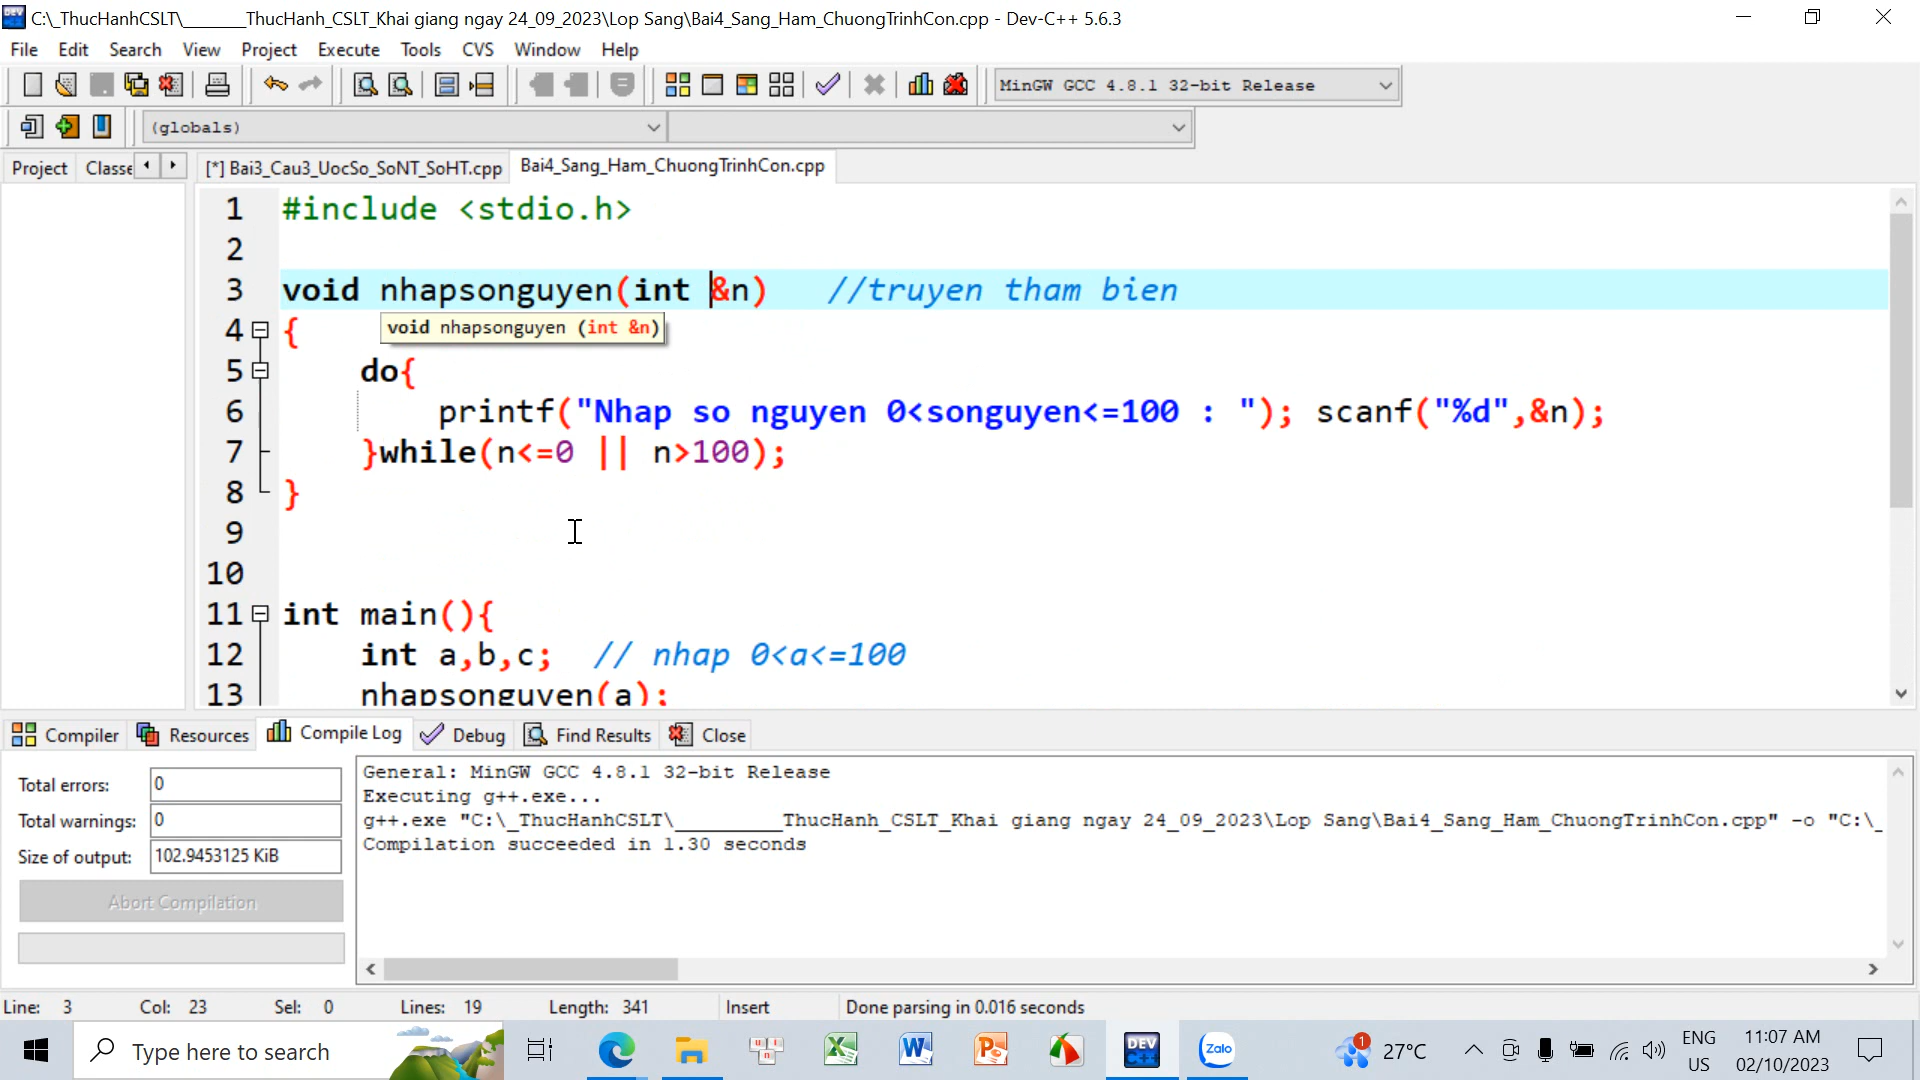 C:\_ThucHanhCSLT\_________ThucHanh_CSLT_Khai giang ngay 24_09_2023\Lop Sang\Bai4_Sang_Ham_ChuongTrinhCon.cpp - Dev-C++ 5.6.3
File Edit Search View Project Execute Tools CVS Window Help
MinGW GCC 4.8.1 32-bit Release
(globals)
Project Classe [*] Bai3_Cau3_UocSo_SoNT_SoHT.cpp Bai4_Sang_Ham_ChuongTrinhCon.cpp
1 #include <stdio.h>
2
3 void nhapsonguyen(int &n) //truyen tham bien
4 {
void nhapsonguyen (int &n)
5 do{
6 printf("Nhap so nguyen 0<songuyen<=100 : "); scanf("%d",&n);
7 }while(n<=0 || n>100);
8 }
9
10
11 int main(){
12 int a,b,c; // nhap 0<a<=100
13 nhapsonguyen(a);
Compiler Resources Compile Log Debug Find Results Close
Total errors: 0
Total warnings: 0
Size of output: 102.9453125 KiB
Abort Compilation
General: MinGW GCC 4.8.1 32-bit Release
Executing g++.exe...
g++.exe "C:\_ThucHanhCSLT\_________ThucHanh_CSLT_Khai giang ngay 24_09_2023\Lop Sang\Bai4_Sang_Ham_ChuongTrinhCon.cpp" -o "C:\_
Compilation succeeded in 1.30 seconds
Line: 3 Col: 23 Sel: 0 Lines: 19 Length: 341 Insert Done parsing in 0.016 seconds
Type here to search
DEV C++
Zalo
1
27°C
ENG
US
11:07 AM
02/10/2023